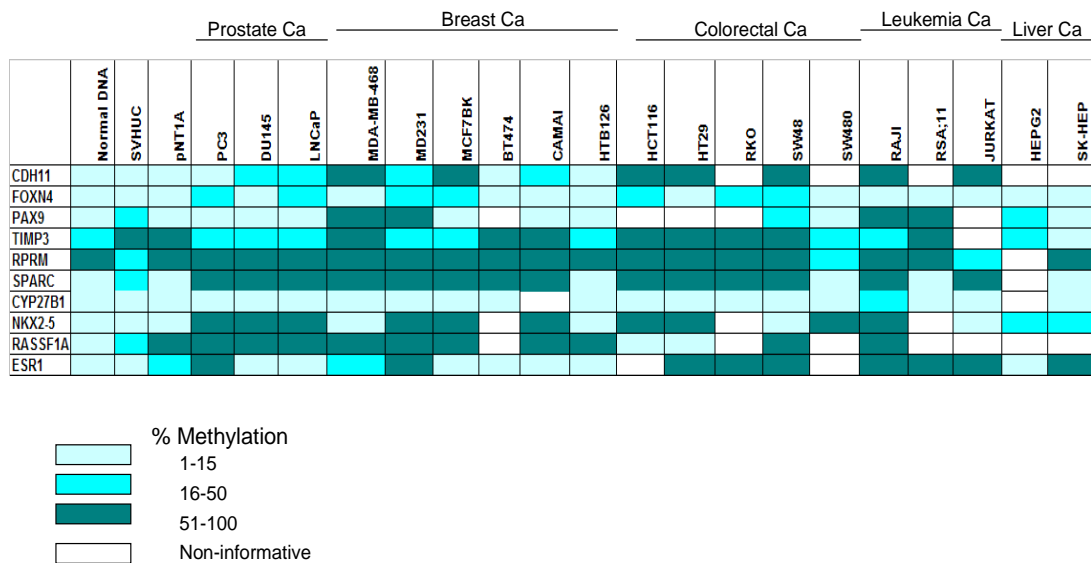 Prostate Ca
Breast Ca
Colorectal Ca
Leukemia Ca
Liver Ca
Normal DNA
SVHUC
pNT1A
PC3
DU145
LNCaP
MDA-MB-468
MD231
MCF7BK
BT474
CAMAI
HTB126
HCT116
HT29
RKO
SW48
SW480
RAJI
RSA;11
JURKAT
HEPG2
SK-HEP
CDH11
FOXN4
PAX9
TIMP3
RPRM
SPARC
CYP27B1
NKX2-5
RASSF1A
ESR1
% Methylation
1-15
16-50
51-100
Non-informative